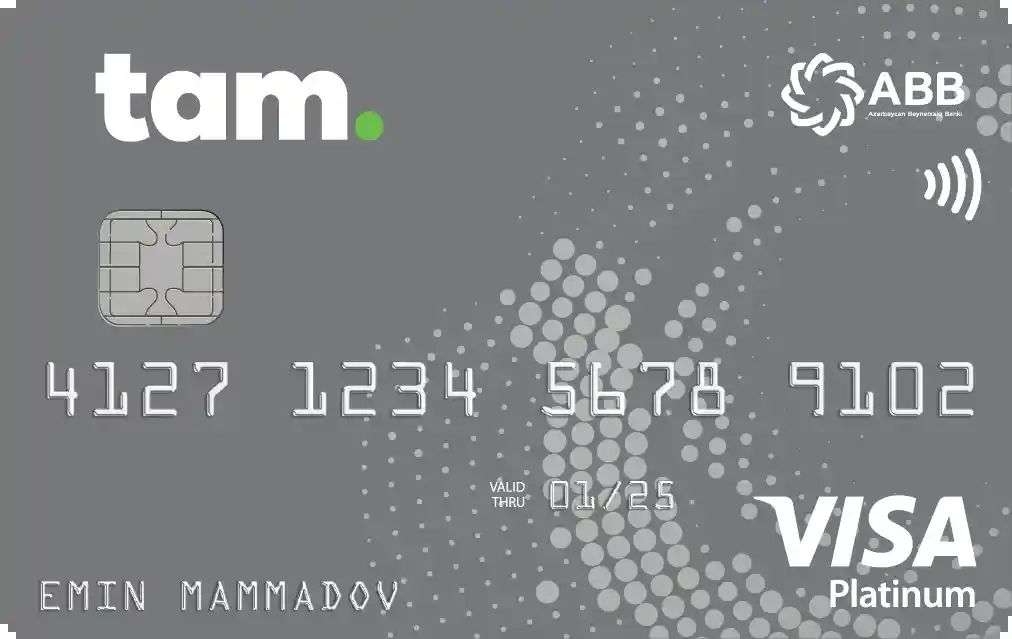 tam.
ABB
Azərbaycan Beynəlxalq Bankı
4127 1234 5678 9102
VALID
THRU 01/25
VISA
Platinum
EMIN MAMMADOV